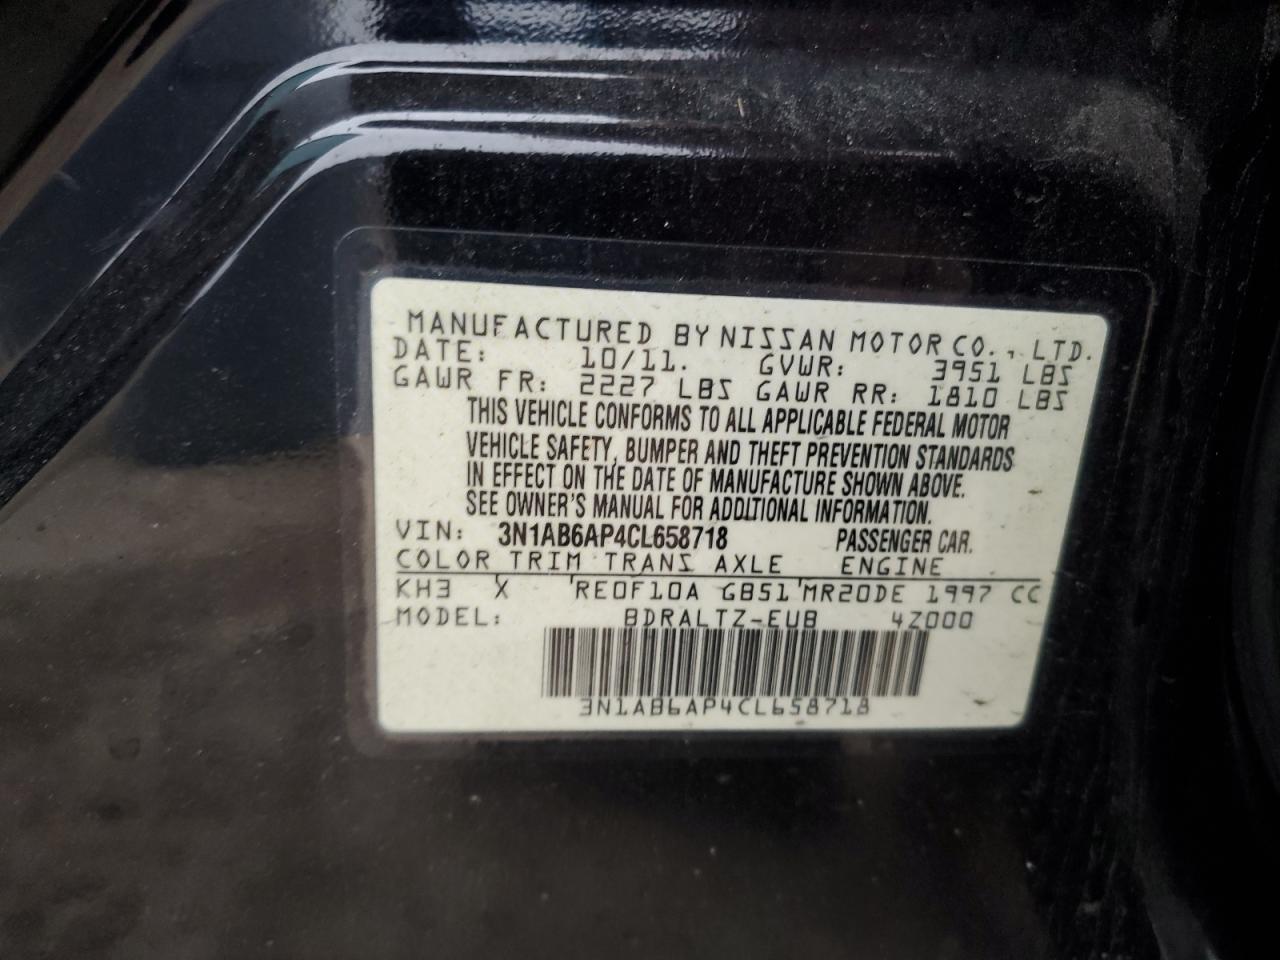 MANUFACTURED BY NISSAN MOTOR CO., LTD.
DATE: 10/11. GVWR: 3951 LBS
GAWR FR: 2227 LBS GAWR RR: 1810 LBS
THIS VEHICLE CONFORMS TO ALL APPLICABLE FEDERAL MOTOR
VEHICLE SAFETY, BUMPER AND THEFT PREVENTION STANDARDS
IN EFFECT ON THE DATE OF MANUFACTURE SHOWN ABOVE.
SEE OWNER'S MANUAL FOR ADDITIONAL INFORMATION.
VIN: 3N1AB6AP4CL658718 PASSENGER CAR.
COLOR TRIM TRANS AXLE ENGINE
KH3 X RE0F10A GB51 MR20DE 1997 CC
MODEL: BDRALTZ-EUB 4Z000
3N1AB6AP4CL658718